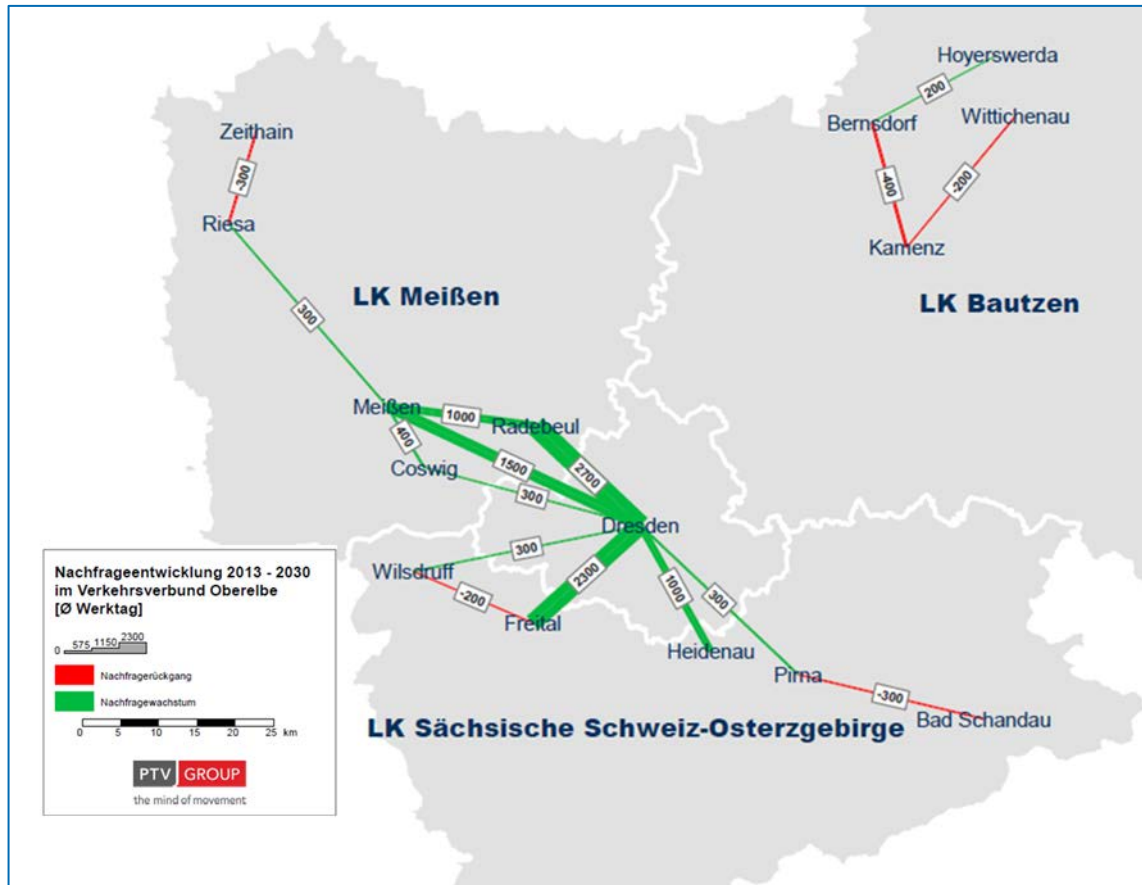 Hoyerswerda
200
Bernsdorf
Wittichenau
-400
-200
Kamenz
Zeithain
-300
Riesa
300
LK Meißen
LK Bautzen
Meißen
1000
Radebeul
400
1500
2700
Coswig
300
Dresden
300
Wilsdruff
2300
1000
300
-200
Freital
Heidenau
Pirna
-300
Bad Schandau
LK Sächsische Schweiz-Osterzgebirge
Nachfrageentwicklung 2013 - 2030
im Verkehrsverbund Oberelbe
[Ø Werktag]
0 575 1150 2300
Nachfragerückgang
Nachfragewachstum
0 5 10 15 20 25 km
PTV GROUP
the mind of movement